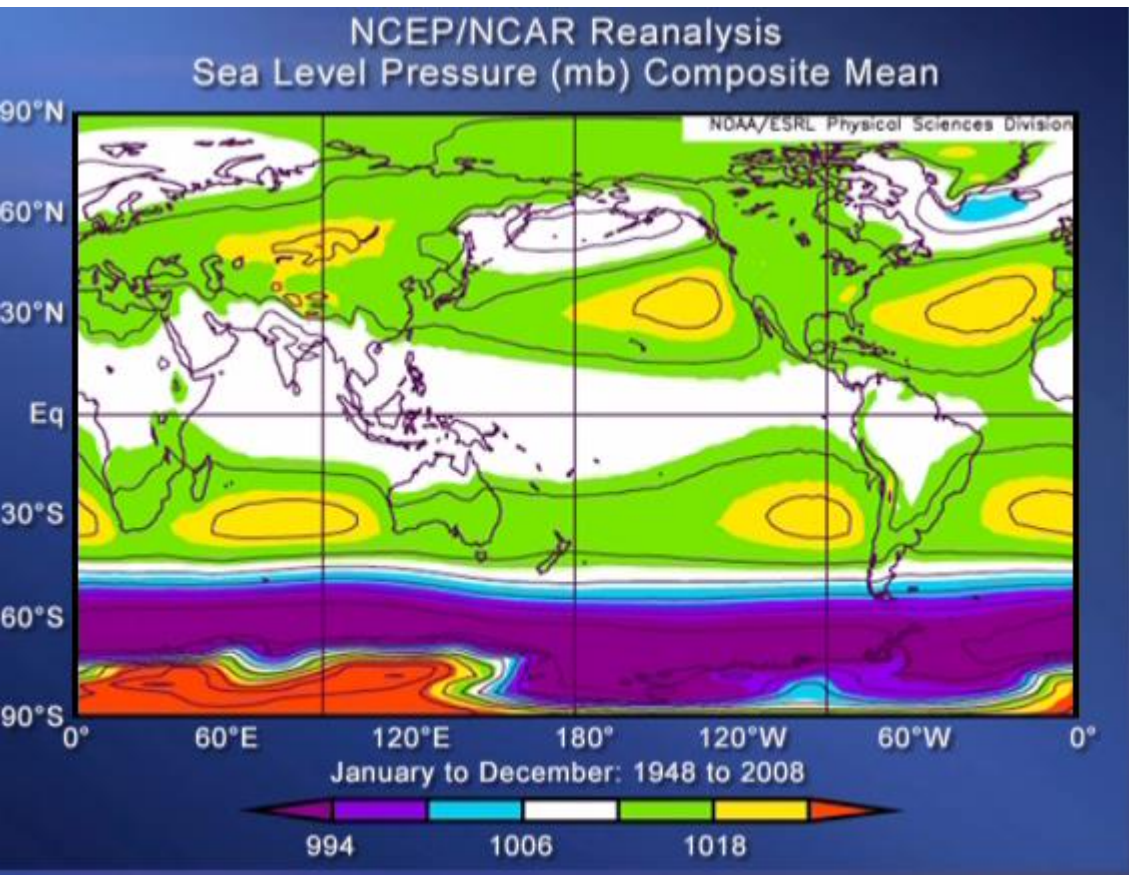 NCEP/NCAR Reanalysis
Sea Level Pressure (mb) Composite Mean
NOAA/ESRL Physical Sciences Division
90°N
60°N
30°N
Eq
30°S
60°S
90°S
0° 60°E 120°E 180° 120°W 60°W 0°
January to December: 1948 to 2008
994 1006 1018